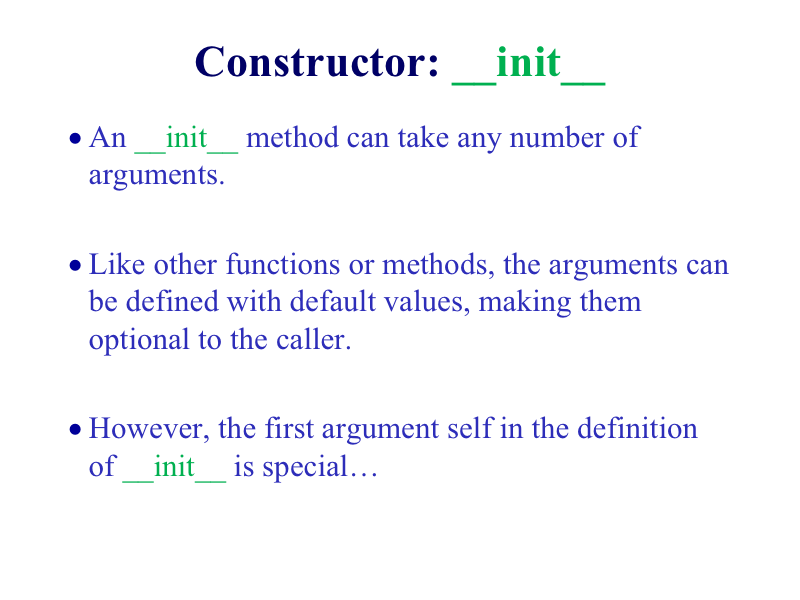 Constructor: __init__
• An __init__ method can take any number of
arguments.
• Like other functions or methods, the arguments can
be defined with default values, making them
optional to the caller.
• However, the first argument self in the definition
of __init__ is special…